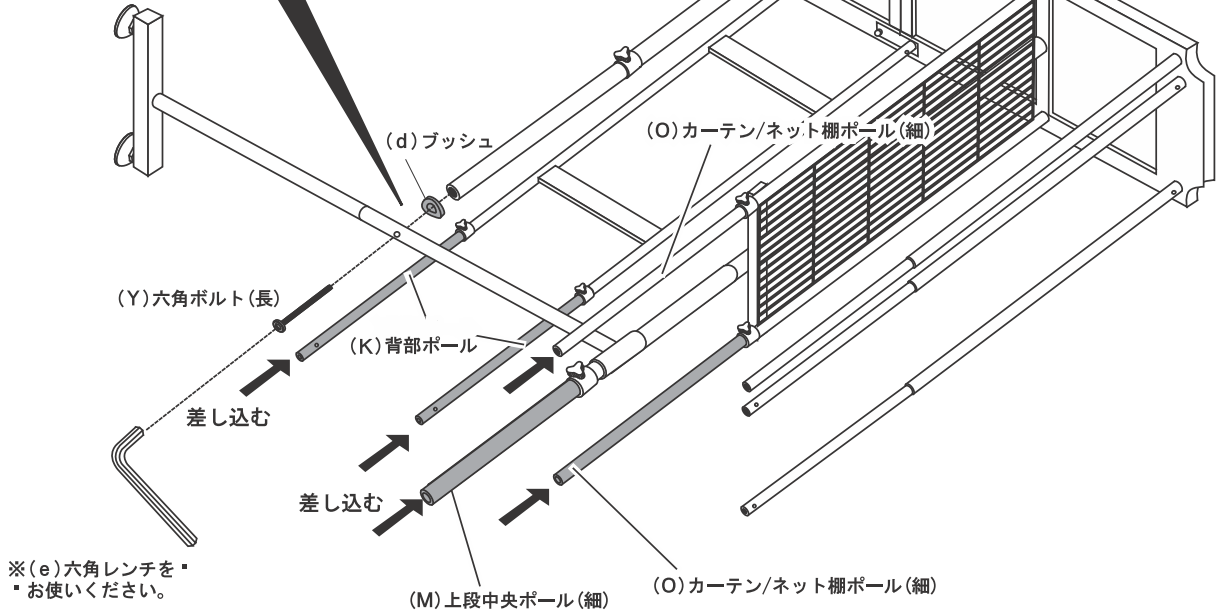 (O)カーテン/ネット棚ポール(細)
(d)ブッシュ
(Y)六角ボルト(長)
(K)背部ポール
差し込む
差し込む
※(e)六角レンチを
お使いください。
(M)上段中央ポール(細)
(O)カーテン/ネット棚ポール(細)